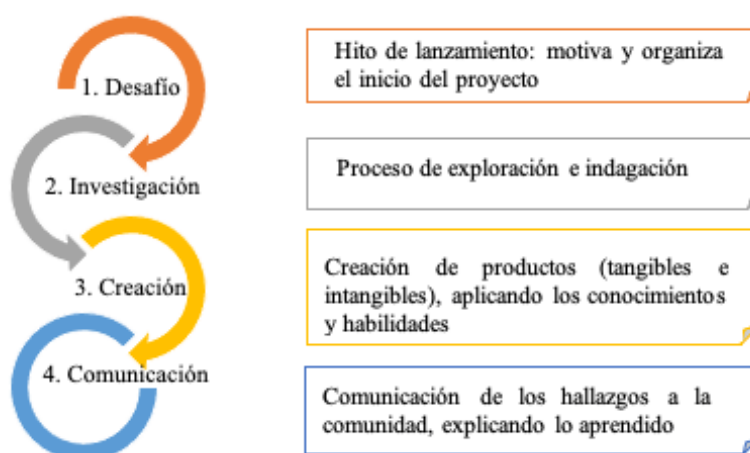 1. Desafío
Hito de lanzamiento: motiva y organiza
el inicio del proyecto
2. Investigación
Proceso de exploración e indagación
3. Creación
Creación de productos (tangibles e
intangibles), aplicando los conocimientos
y habilidades
4. Comunicación
Comunicación de los hallazgos a la
comunidad, explicando lo aprendido